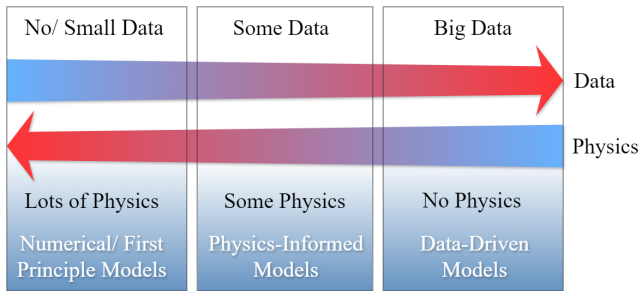 No/ Small Data
Some Data
Big Data
Data
Physics
Lots of Physics
Some Physics
No Physics
Numerical/ First
Principle Models
Physics-Informed
Models
Data-Driven
Models